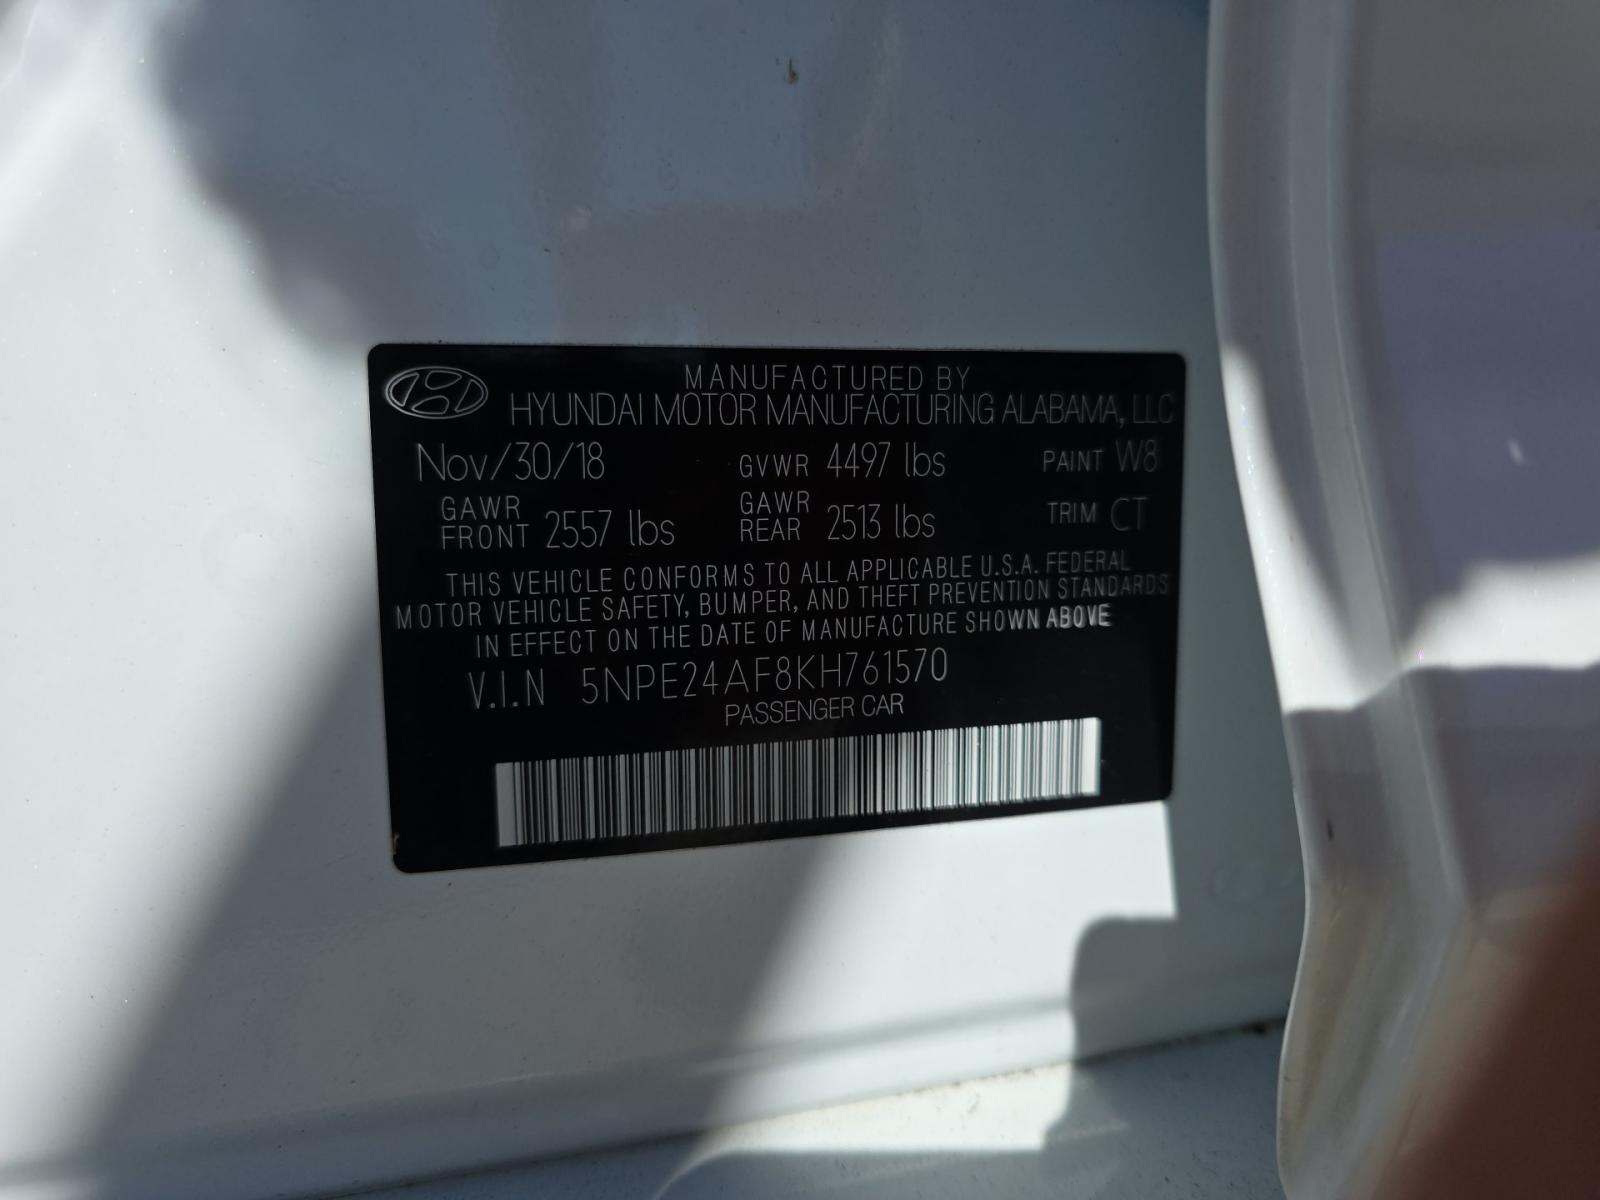 MANUFACTURED BY
HYUNDAI MOTOR MANUFACTURING ALABAMA, LLC
Nov/30/18 GVWR 4497 lbs PAINT W8
GAWR FRONT 2557 lbs GAWR REAR 2513 lbs TRIM CT
THIS VEHICLE CONFORMS TO ALL APPLICABLE U.S.A. FEDERAL
MOTOR VEHICLE SAFETY, BUMPER, AND THEFT PREVENTION STANDARDS
IN EFFECT ON THE DATE OF MANUFACTURE SHOWN ABOVE
V.I.N 5NPE24AF8KH761570
PASSENGER CAR